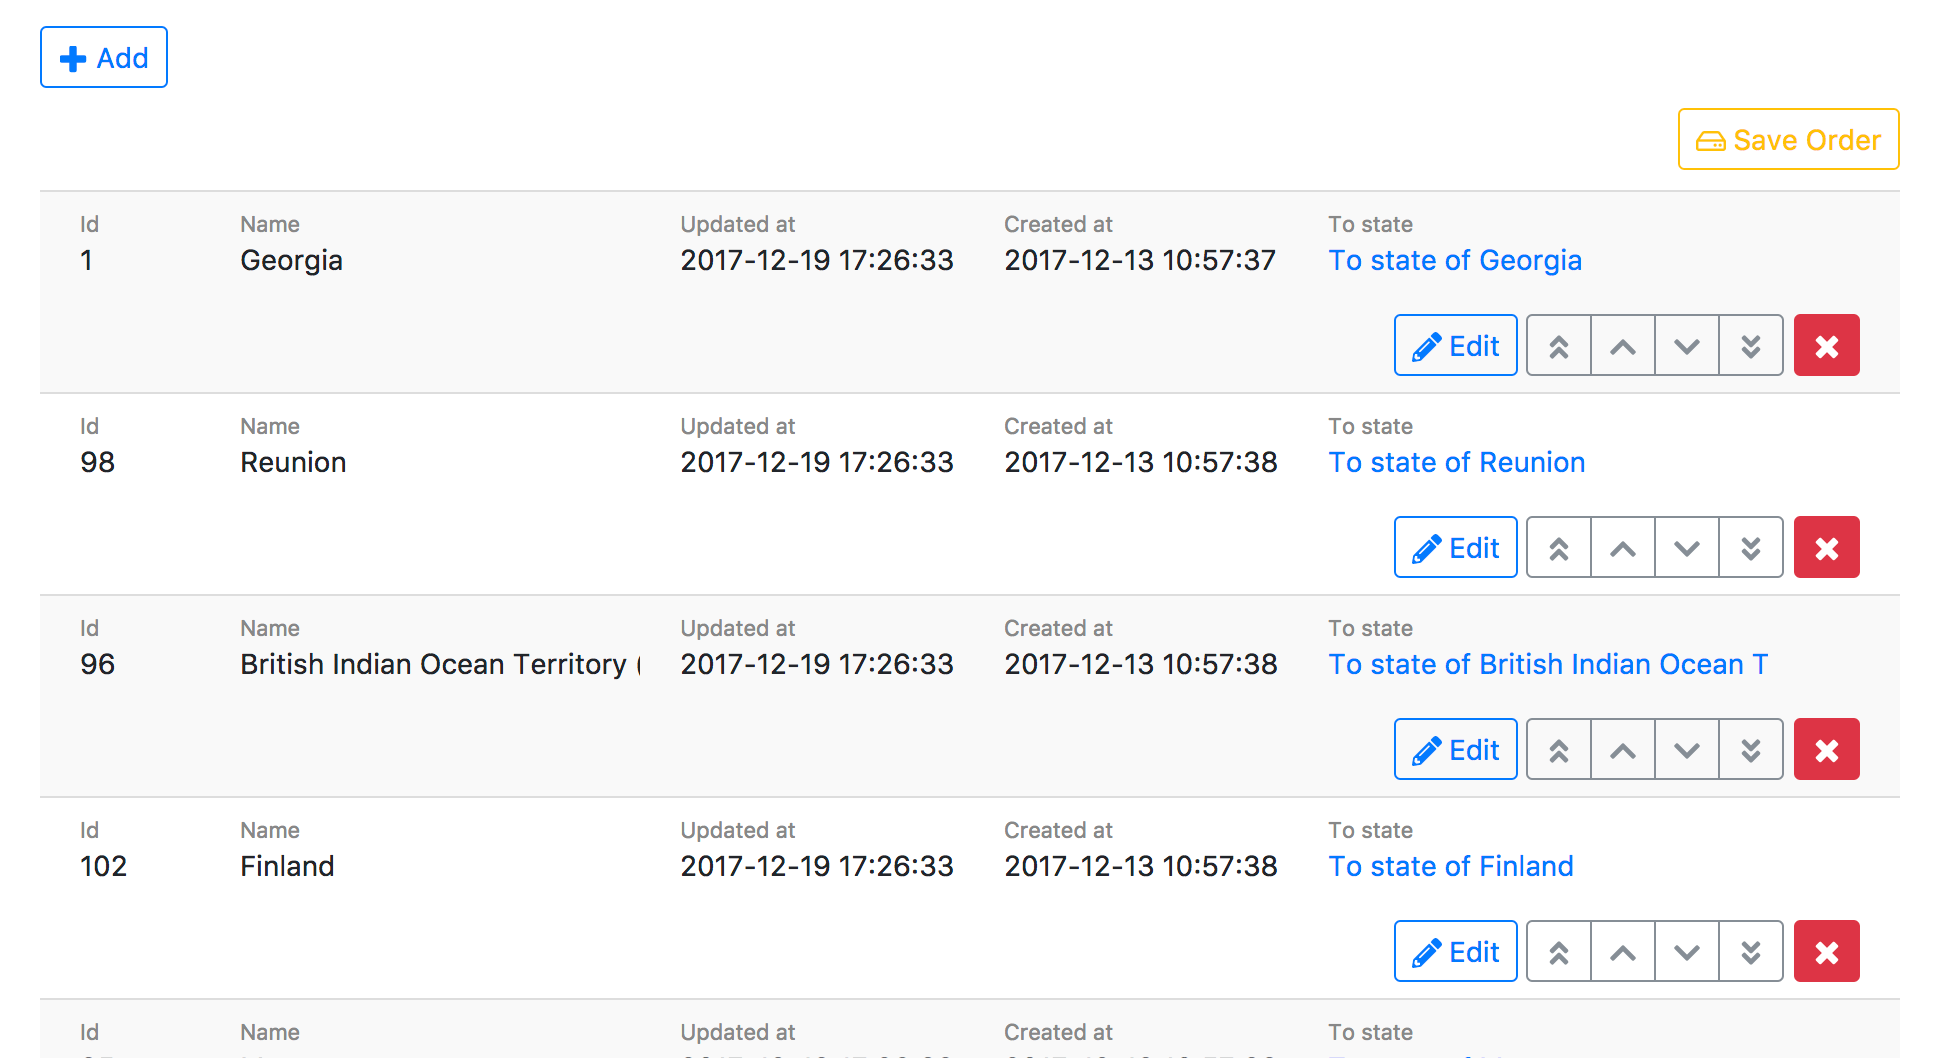 Add
Save Order
Id Name Updated at Created at To state
1 Georgia 2017-12-19 17:26:33 2017-12-13 10:57:37 To state of Georgia
Edit
Id Name Updated at Created at To state
98 Reunion 2017-12-19 17:26:33 2017-12-13 10:57:38 To state of Reunion
Edit
Id Name Updated at Created at To state
96 British Indian Ocean Territory ( 2017-12-19 17:26:33 2017-12-13 10:57:38 To state of British Indian Ocean T
Edit
Id Name Updated at Created at To state
102 Finland 2017-12-19 17:26:33 2017-12-13 10:57:38 To state of Finland
Edit
Id Name Updated at Created at To state